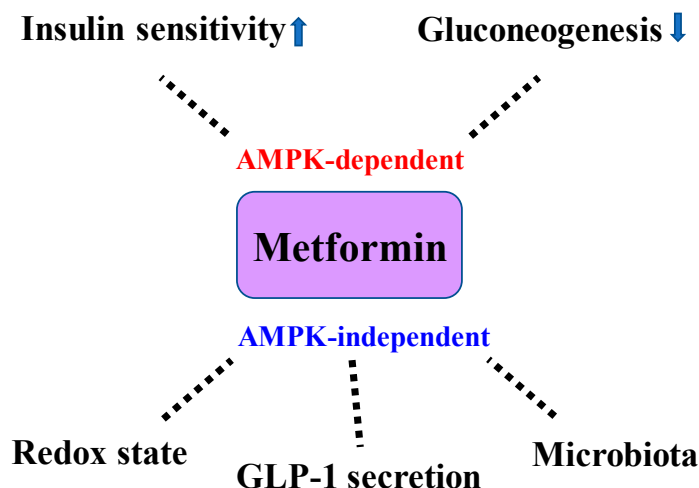 Insulin sensitivity
Gluconeogenesis
AMPK-dependent
Metformin
AMPK-independent
Redox state
GLP-1 secretion
Microbiota